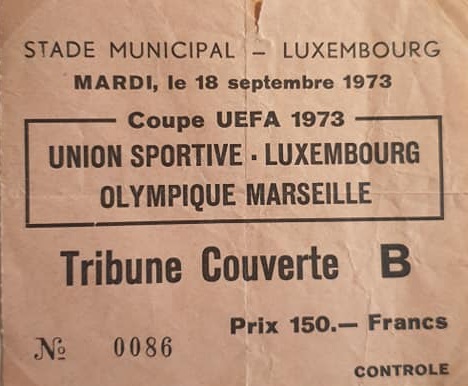 STADE MUNICIPAL – LUXEMBOURG
MARDI, le 18 septembre 1973
Coupe UEFA 1973
UNION SPORTIVE · LUXEMBOURG
OLYMPIQUE MARSEILLE
Tribune Couverte B
Prix 150.— Francs
№ 0086
CONTROLE